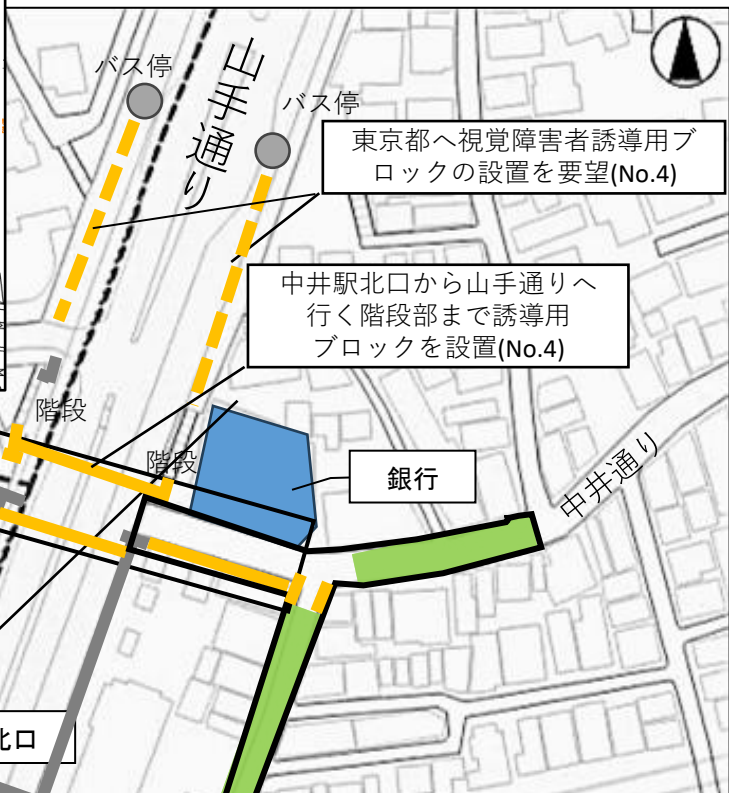 バス停
山手通り
バス停
東京都へ視覚障害者誘導用ブ
ロックの設置を要望(No.4)
中井駅北口から山手通りへ
行く階段部まで誘導用
ブロックを設置(No.4)
階段
階段
銀行
中井通り
北口